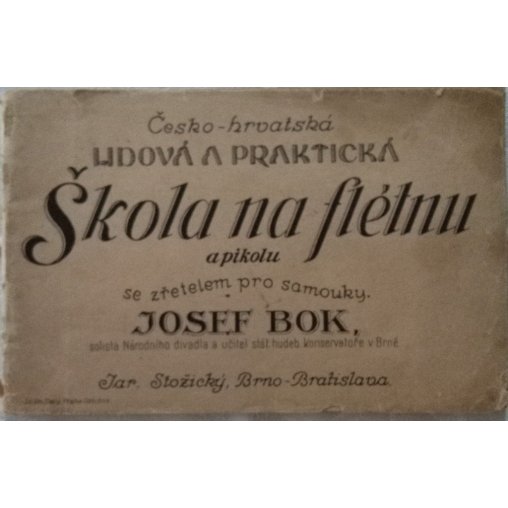 Česko-hrvatská
LIDOVÁ A PRAKTICKÁ
Škola na flétnu
a pikolu
se zřetelem pro samouky.
JOSEF BOK,
solista Národního divadla a učitel stát. hudeb. konservatoře v Brně.
Jar. Stožický, Brno-Bratislava.